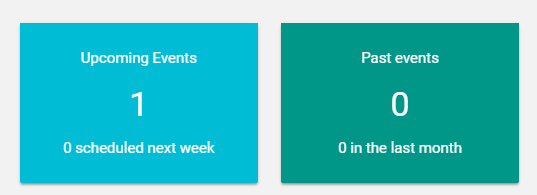 Upcoming Events
1
0 scheduled next week
Past events
0
0 in the last month